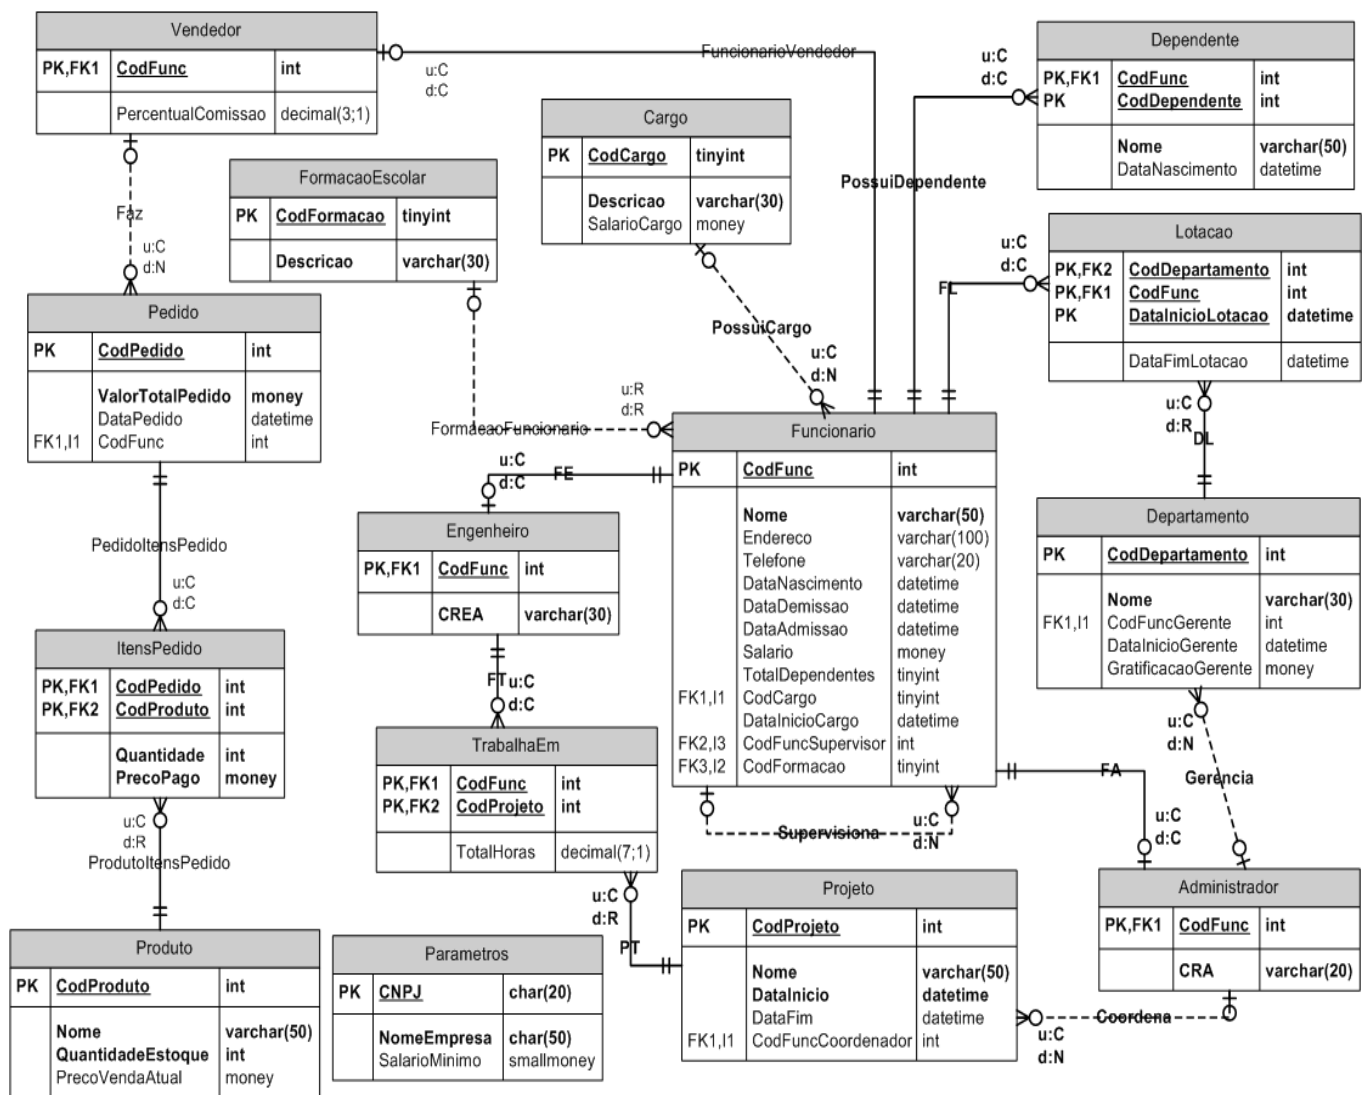 Vendedor
PK,FK1 CodFunc int
PercentualComissao decimal(3;1)
u:C
d:C
FuncionarioVendedor
Dependente
PK,FK1 CodFunc int
PK CodDependente int
Nome varchar(50)
DataNascimento datetime
u:C
d:C
PossuiDependente
Cargo
PK CodCargo tinyint
Descricao varchar(30)
SalarioCargo money
FormacaoEscolar
PK CodFormacao tinyint
Descricao varchar(30)
Faz
u:C
d:N
Lotacao
PK,FK2 CodDepartamento int
PK,FK1 CodFunc int
PK DataInicioLotacao datetime
DataFimLotacao datetime
u:C
d:C
FL
Pedido
PK CodPedido int
ValorTotalPedido money
DataPedido datetime
FK1,I1 CodFunc int
PossuiCargo
u:C
d:N
u:R
d:R
FormacaoFuncionario
u:C
d:R
DL
Funcionario
PK CodFunc int
Nome varchar(50)
Endereco varchar(100)
Telefone varchar(20)
DataNascimento datetime
DataDemissao datetime
DataAdmissao datetime
Salario money
TotalDependentes tinyint
FK1,I1 CodCargo tinyint
DataInicioCargo datetime
FK2,I3 CodFuncSupervisor int
FK3,I2 CodFormacao tinyint
u:C
d:C
FE
Engenheiro
PK,FK1 CodFunc int
CREA varchar(30)
Departamento
PK CodDepartamento int
Nome varchar(30)
FK1,I1 CodFuncGerente int
DataInicioGerente datetime
GratificacaoGerente money
PedidoItensPedido
u:C
d:C
ItensPedido
PK,FK1 CodPedido int
PK,FK2 CodProduto int
Quantidade int
PrecoPago money
FT
u:C
d:C
TrabalhaEm
PK,FK1 CodFunc int
PK,FK2 CodProjeto int
TotalHoras decimal(7;1)
u:C
d:N
Gerencia
FA
u:C
d:C
Supervisiona
u:C
d:N
u:C
d:R
ProdutoItensPedido
u:C
d:R
PT
Projeto
PK CodProjeto int
Nome varchar(50)
DataInicio datetime
DataFim datetime
FK1,I1 CodFuncCoordenador int
Administrador
PK,FK1 CodFunc int
CRA varchar(20)
Coordena
u:C
d:N
Produto
PK CodProduto int
Nome varchar(50)
QuantidadeEstoque int
PrecoVendaAtual money
Parametros
PK CNPJ char(20)
NomeEmpresa char(50)
SalarioMinimo smallmoney